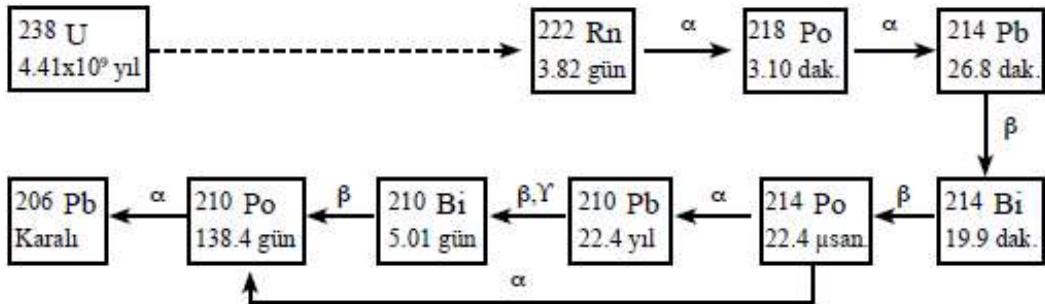 238 U
4.41x10⁹ yıl
222 Rn
3.82 gün
α
218 Po
3.10 dak.
α
214 Pb
26.8 dak.
β
206 Pb
Karalı
α
210 Po
138.4 gün
β
210 Bi
5.01 gün
β,ϒ
210 Pb
22.4 yıl
α
214 Po
22.4 µsan.
β
214 Bi
19.9 dak.
α